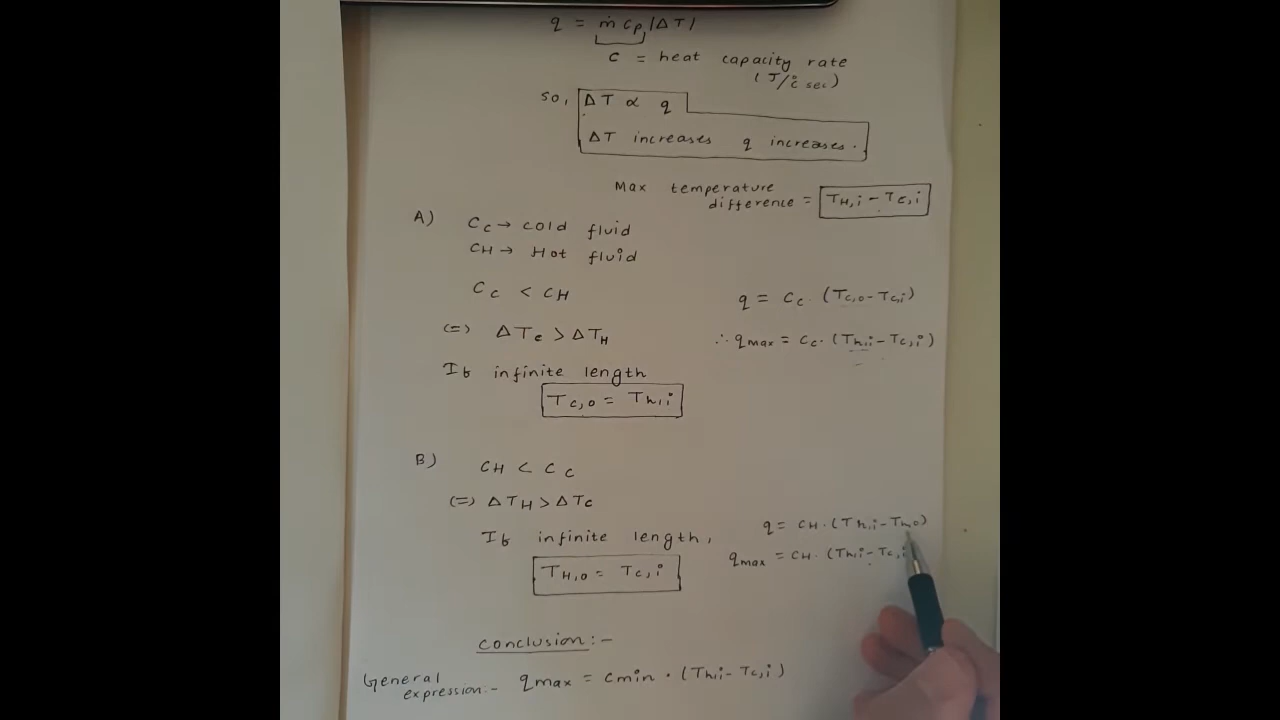 q = ṁ cp |ΔT|
C = heat capacity rate
(J/°c sec)
so, ΔT ∝ q
ΔT increases q increases.
Max temperature
difference = TH,i - Tc,i
A) Cc → cold fluid
CH → Hot fluid
Cc < CH
q = Cc. (Tc,o - Tc,i)
(=) ΔTc > ΔTH
∴ qmax = Cc. (Th,i - Tc,i)
If infinite length
Tc,o = Th,i
B) CH < Cc
(=) ΔTH > ΔTc
q = CH. (Th,i - Th,o)
If infinite length,
qmax = CH. (Th,i - Tc,i
TH,o = Tc,i
conclusion :-
General
expression:- qmax = cmin . (Th,i - Tc,i)